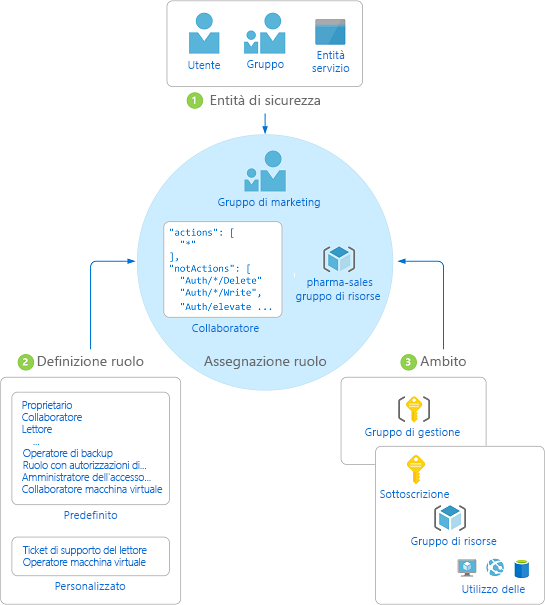 Utente
Gruppo
Entità
servizio
1 Entità di sicurezza
Gruppo di marketing
"actions": [
"*"
],
"notActions": [
"Auth/*/Delete"
"Auth/*/Write",
"Auth/elevate ...
Collaboratore
pharma-sales
gruppo di risorse
Assegnazione ruolo
2 Definizione ruolo
Proprietario
Collaboratore
Lettore
...
Operatore di backup
Ruolo con autorizzazioni di...
Amministratore dell'accesso...
Collaboratore macchina virtuale
Predefinito
Ticket di supporto del lettore
Operatore macchina virtuale
Personalizzato
3 Ambito
Gruppo di gestione
Sottoscrizione
Gruppo di risorse
Utilizzo delle